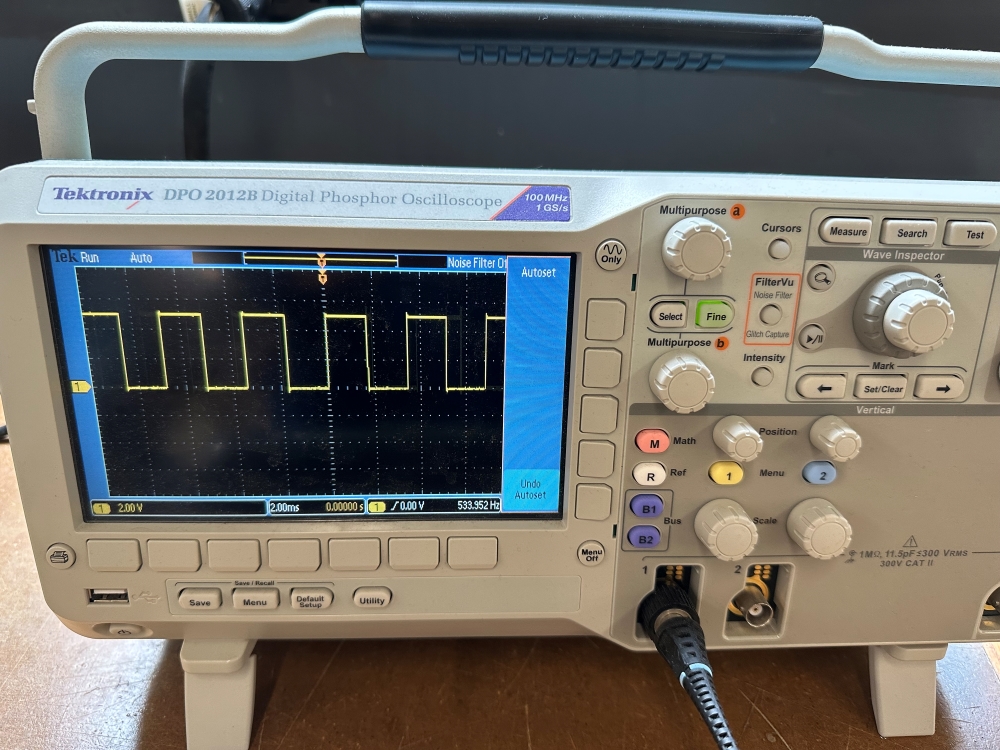 Tektronix DPO 2012B Digital Phosphor Oscilloscope
100 MHz
1 GS/s
Tek Run Auto Noise Filter Of
Autoset
1
Undo
Autoset
1 2.00 V 2.00ms 0.00000 s 1 / 0.00 V 533.952 Hz
Only
Menu
Off
Save / Recall
Save
Menu
Default
Setup
Utility
Multipurpose a
Cursors
Measure
Search
Test
Wave Inspector
FilterVu
Noise Filter
Glitch Capture
Select
Fine
Multipurpose b
Intensity
Mark
Set/Clear
Vertical
M Math
Position
R Ref
1 Menu 2
B1
B2
Bus
Scale
1MΩ, 11.5pF ≤300 VRMS
300V CAT II
1
2